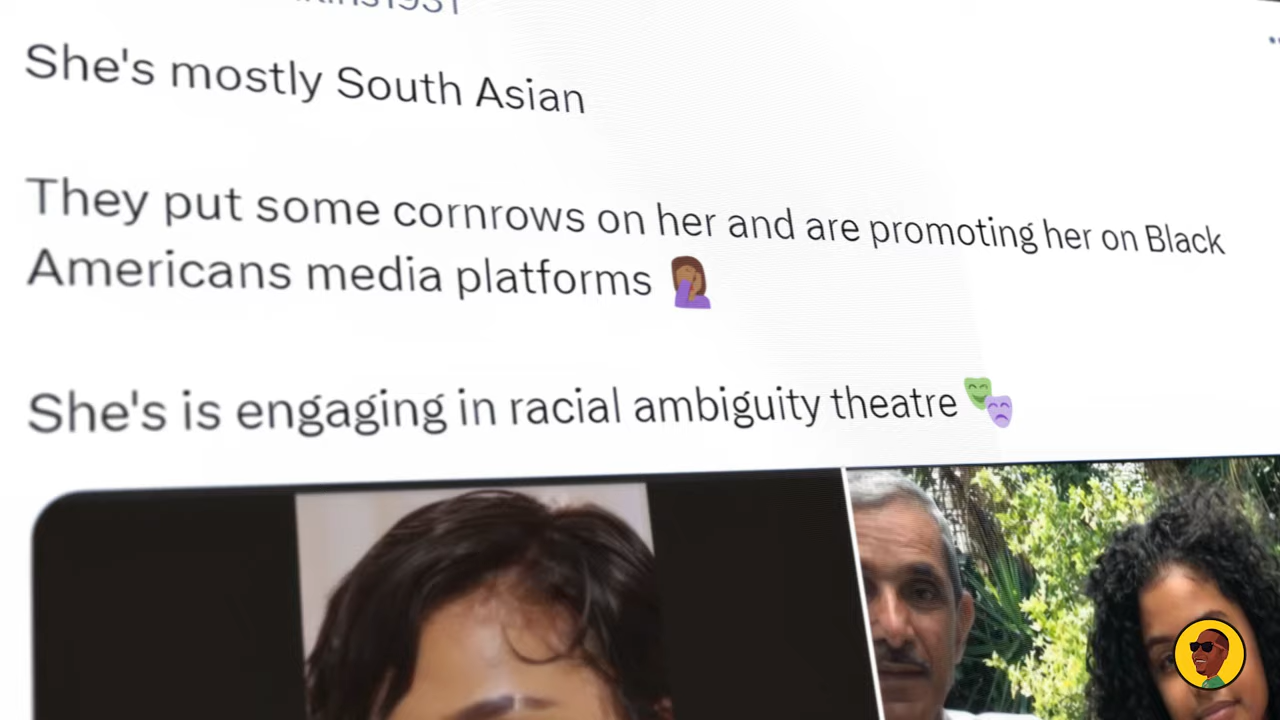 She's mostly South Asian
They put some cornrows on her and are promoting her on Black
Americans media platforms 🤦🏾‍♀️
She's is engaging in racial ambiguity theatre🎭